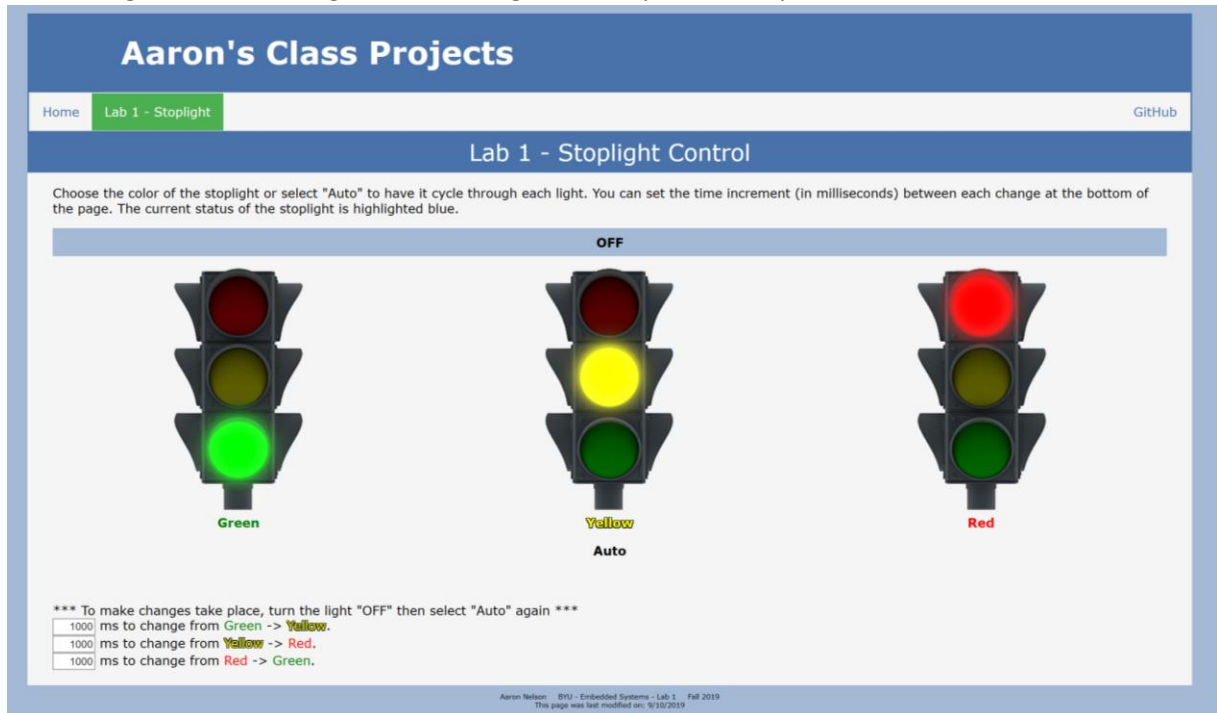 Aaron's Class Projects
Home Lab 1 - Stoplight GitHub
Lab 1 - Stoplight Control
Choose the color of the stoplight or select "Auto" to have it cycle through each light. You can set the time increment (in milliseconds) between each change at the bottom of
the page. The current status of the stoplight is highlighted blue.
OFF
Green Yellow Red
Auto
*** To make changes take place, turn the light "OFF" then select "Auto" again ***
1000 ms to change from Green -> Yellow.
1000 ms to change from Yellow -> Red.
1000 ms to change from Red -> Green.
Aaron Nelson BYU - Embedded Systems - Lab 1 Fall 2019
This page was last modified on: 9/10/2019